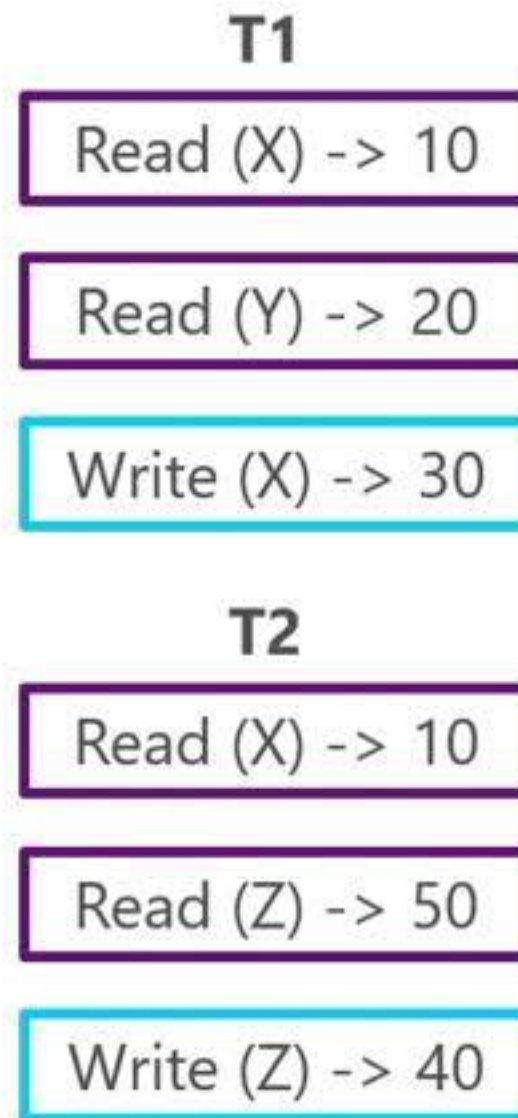 T1
Read (X) -> 10
Read (Y) -> 20
Write (X) -> 30
T2
Read (X) -> 10
Read (Z) -> 50
Write (Z) -> 40